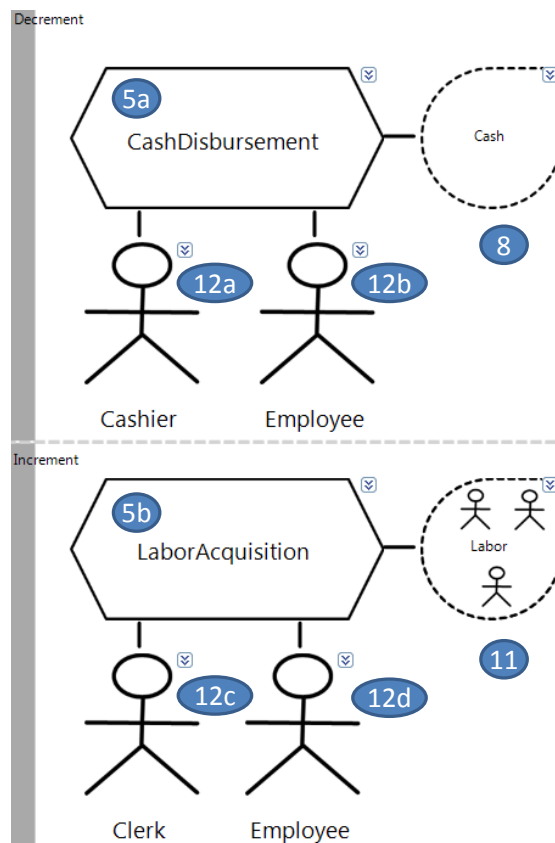 Decrement
5a
CashDisbursement
Cash
8
12a
12b
Cashier
Employee
Increment
5b
LaborAcquisition
Labor
11
12c
12d
Clerk
Employee